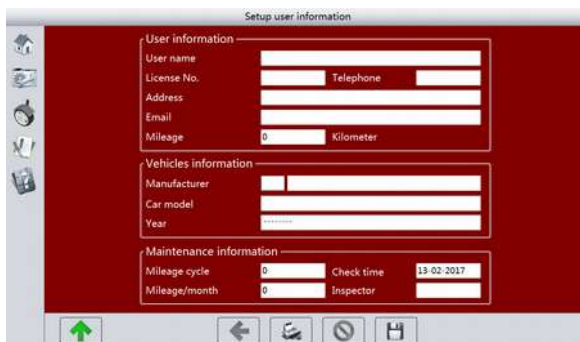 Setup user information
User information
User name
License No. Telephone
Address
Email
Mileage 0 Kilometer
Vehicles information
Manufacturer
Car model
Year --------
Maintenance information
Mileage cycle 0 Check time 13-02-2017
Mileage/month 0 Inspector